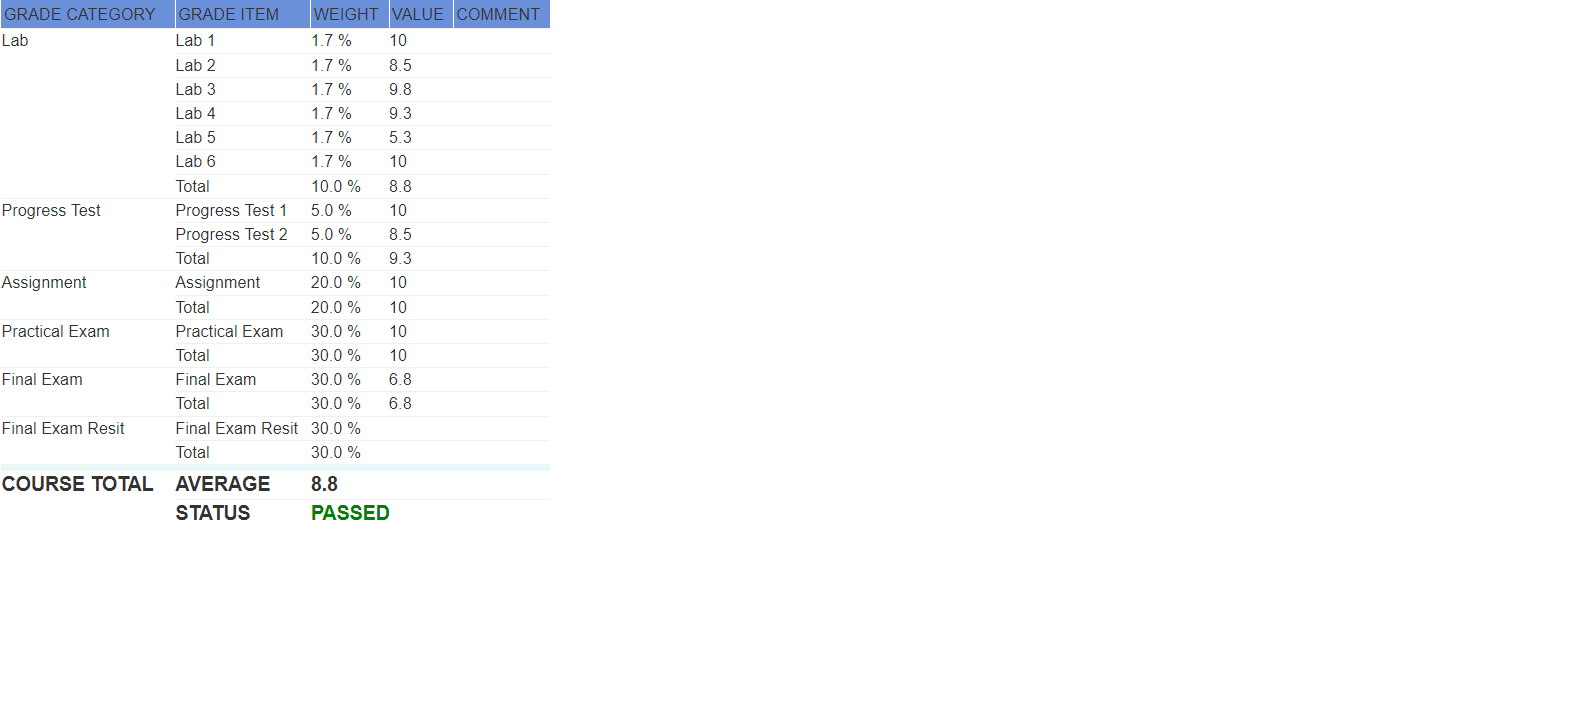 GRADE CATEGORY GRADE ITEM WEIGHT VALUE COMMENT
Lab Lab 1 1.7 % 10
Lab 2 1.7 % 8.5
Lab 3 1.7 % 9.8
Lab 4 1.7 % 9.3
Lab 5 1.7 % 5.3
Lab 6 1.7 % 10
Total 10.0 % 8.8
Progress Test Progress Test 1 5.0 % 10
Progress Test 2 5.0 % 8.5
Total 10.0 % 9.3
Assignment Assignment 20.0 % 10
Total 20.0 % 10
Practical Exam Practical Exam 30.0 % 10
Total 30.0 % 10
Final Exam Final Exam 30.0 % 6.8
Total 30.0 % 6.8
Final Exam Resit Final Exam Resit 30.0 %
Total 30.0 %
COURSE TOTAL AVERAGE 8.8
STATUS PASSED